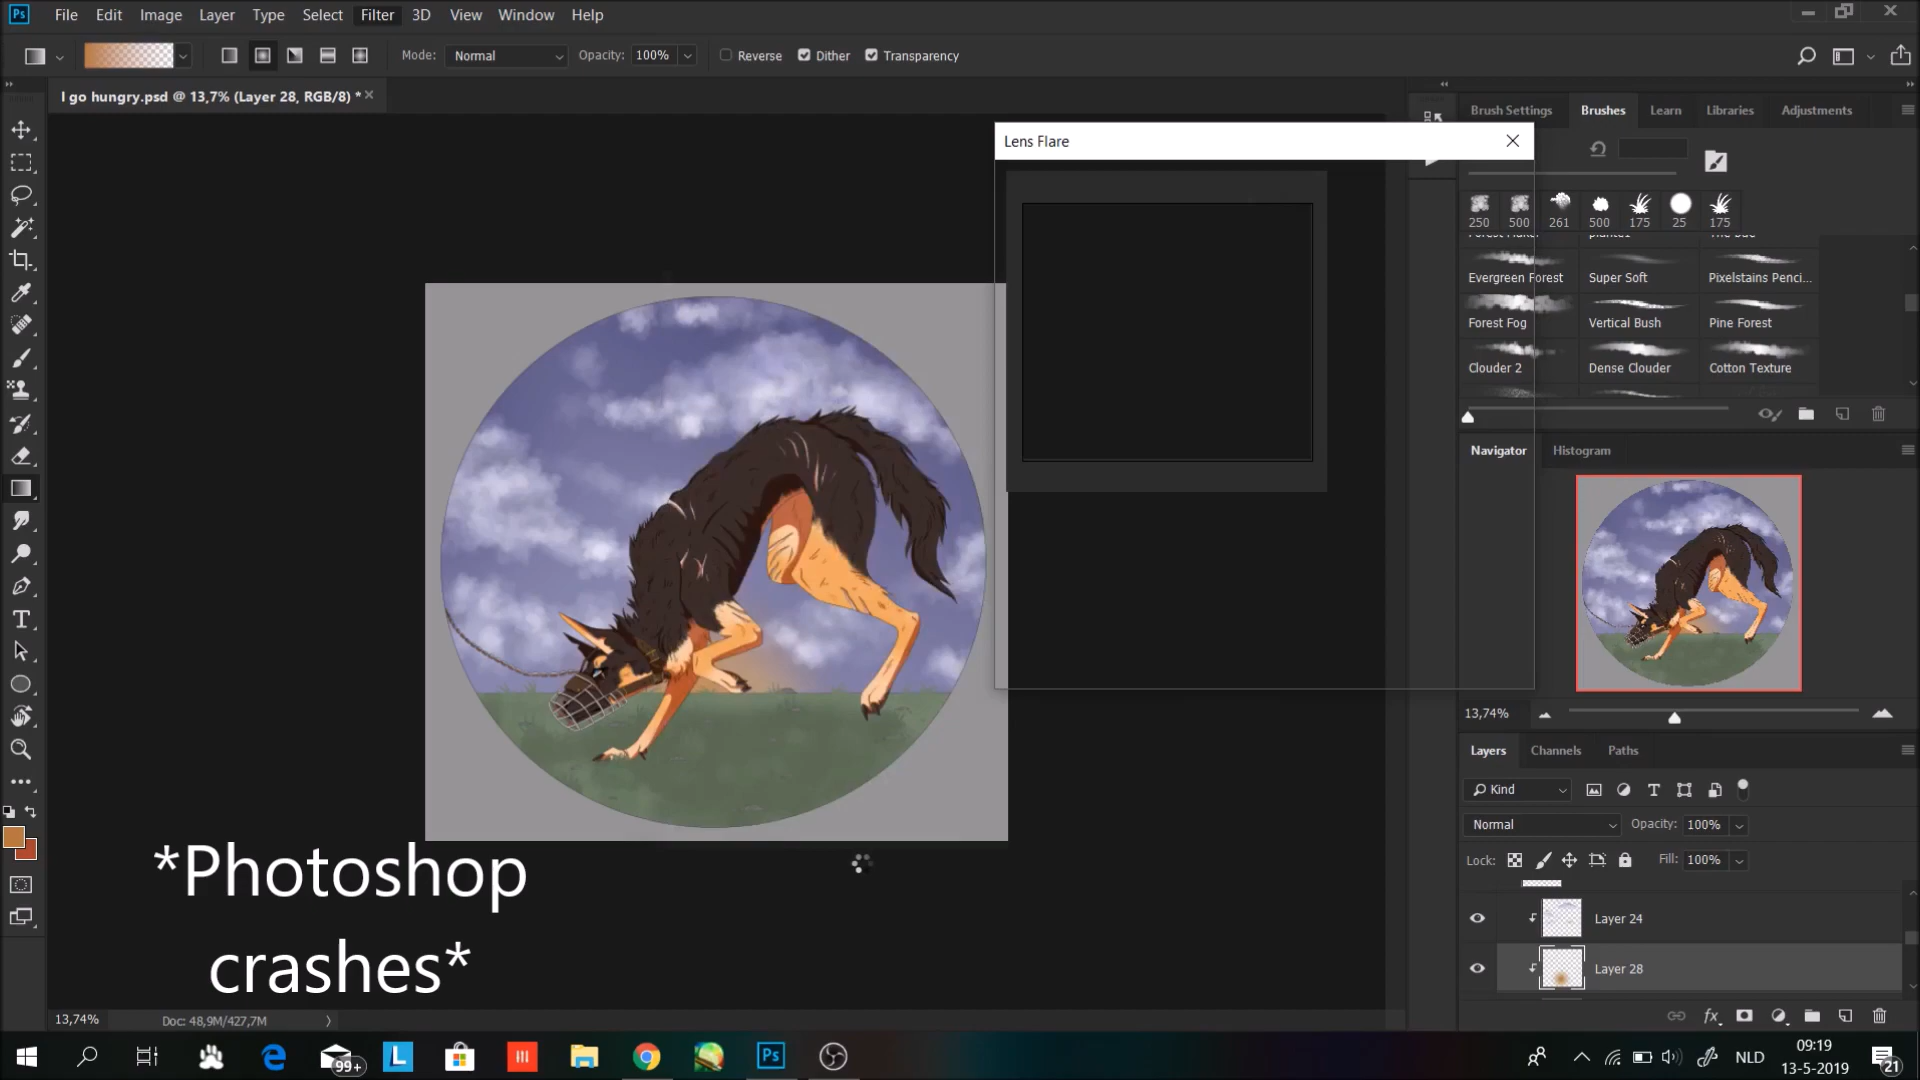 Ps File Edit Image Layer Type Select Filter 3D View Window Help
Mode: Normal Opacity: 100% Reverse Dither Transparency
I go hungry.psd @ 13,7% (Layer 28, RGB/8) *
Brush Settings Brushes Learn Libraries Adjustments
Lens Flare
250 500 261 500 175 25 175
Evergreen Forest Super Soft Pixelstains Penci...
Forest Fog Vertical Bush Pine Forest
Clouder 2 Dense Clouder Cotton Texture
Navigator Histogram
13,74%
Layers Channels Paths
Kind
Normal Opacity: 100%
Lock: Fill: 100%
Layer 24
Layer 28
*Photoshop
crashes*
13,74% Doc: 48,9M/427,7M
99+ L Ps NLD 09:19
13-5-2019 21